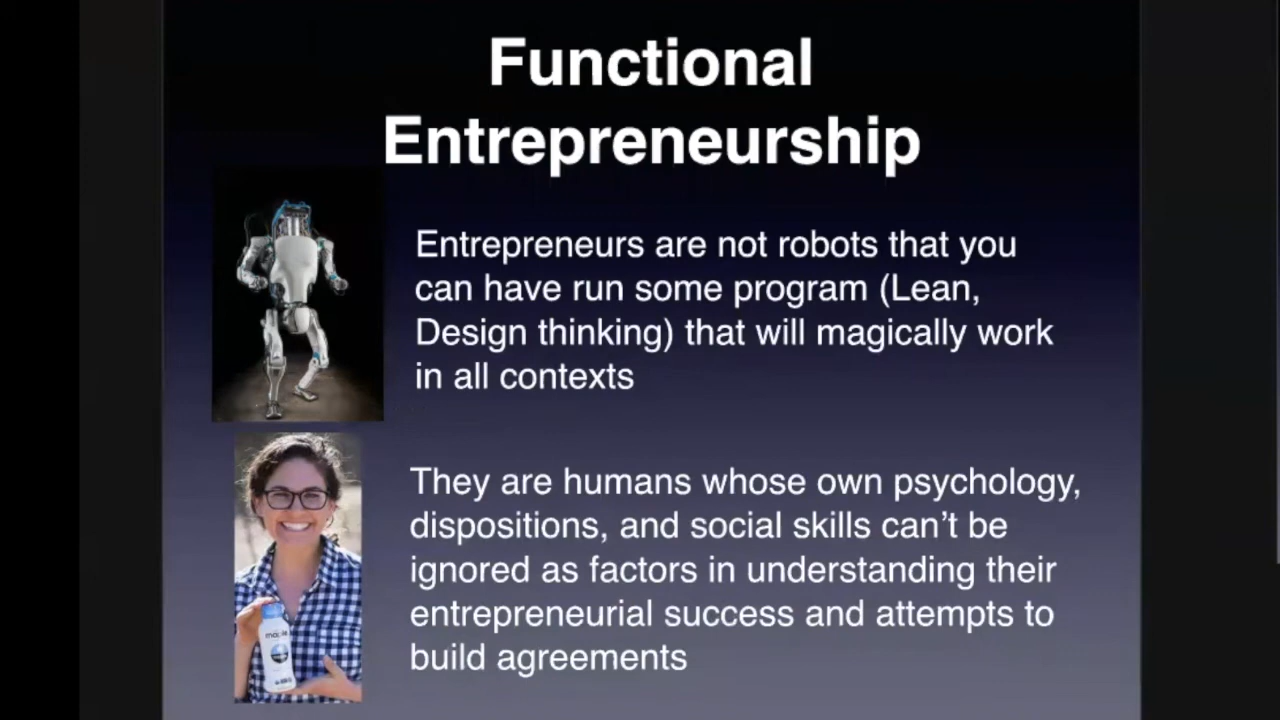 Functional
Entrepreneurship
Entrepreneurs are not robots that you
can have run some program (Lean,
Design thinking) that will magically work
in all contexts
They are humans whose own psychology,
dispositions, and social skills can't be
ignored as factors in understanding their
entrepreneurial success and attempts to
build agreements